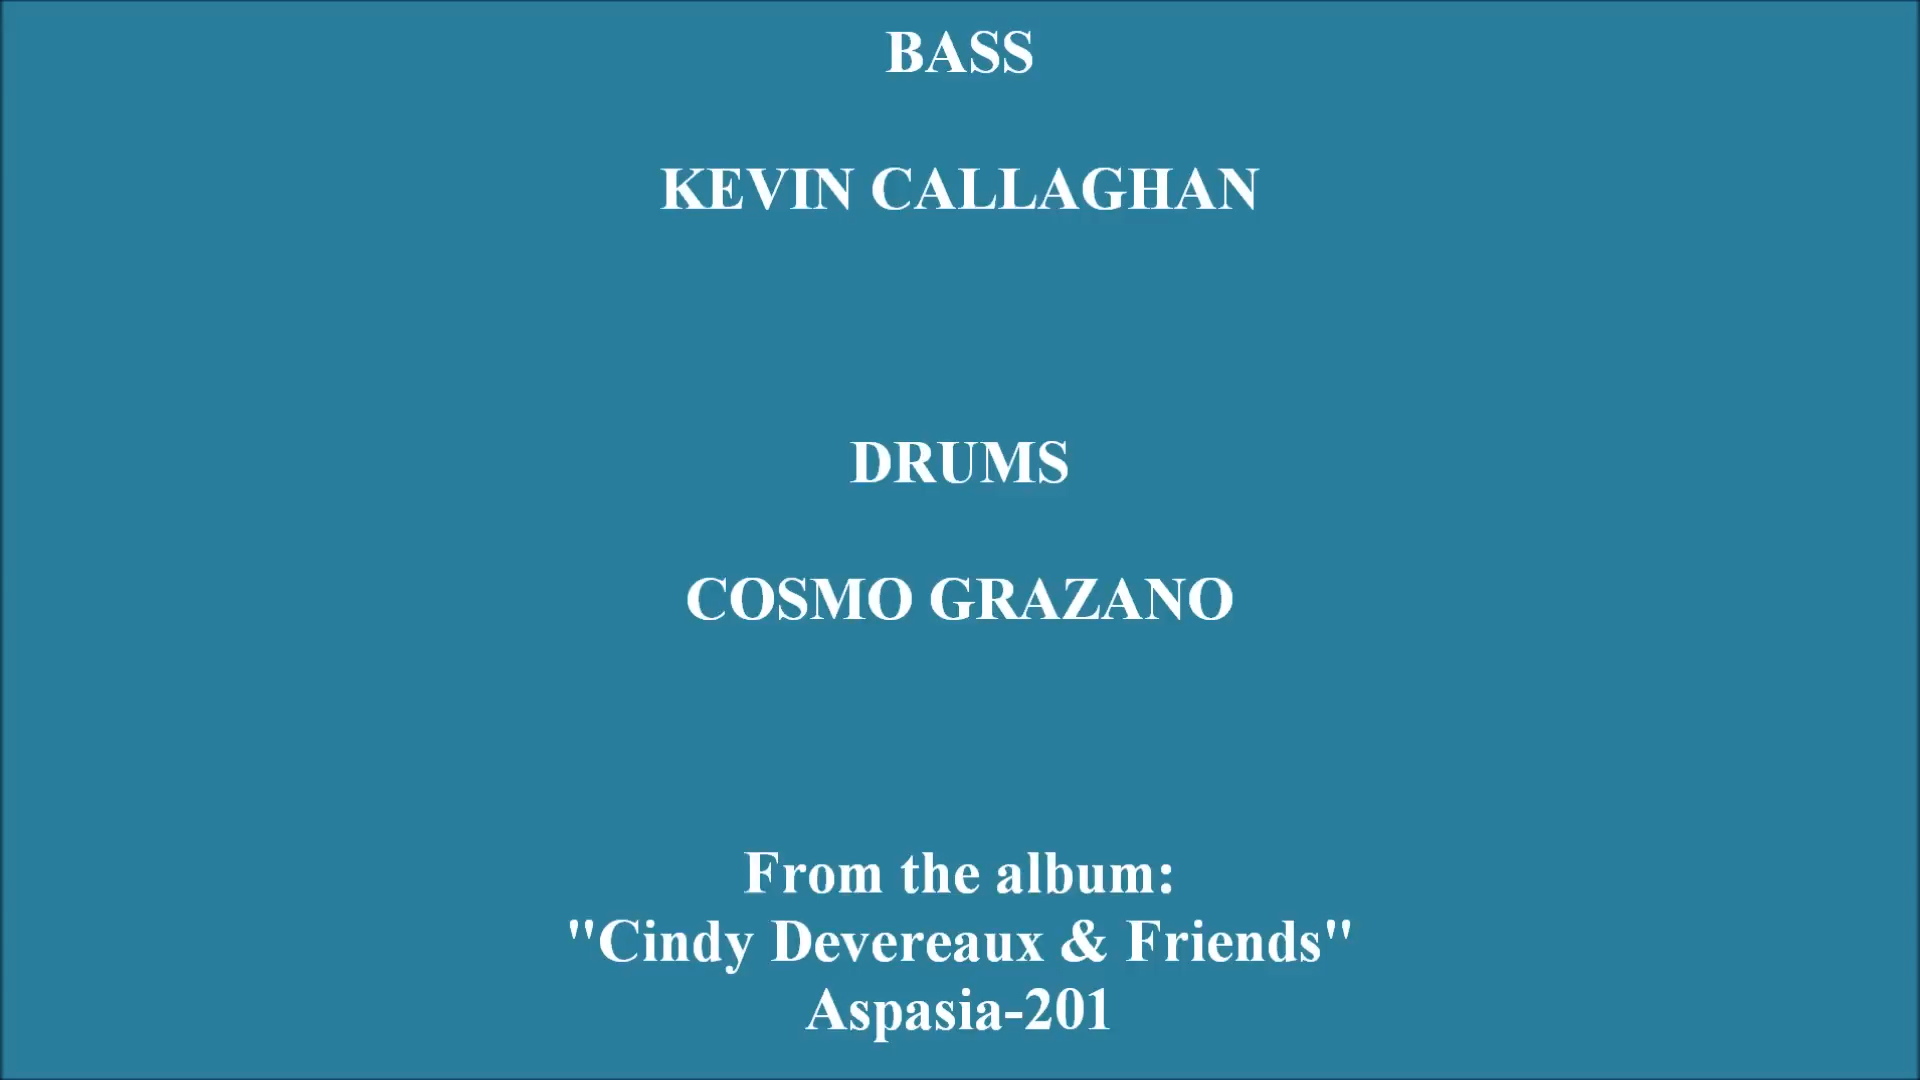 BASS
KEVIN CALLAGHAN
DRUMS
COSMO GRAZANO
From the album:
"Cindy Devereaux & Friends"
Aspasia-201